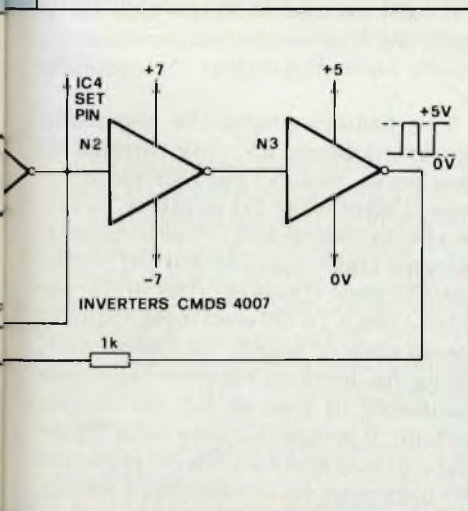 IC4
SET
PIN
+7
+5
+5V
0V
N2
N3
-7
0V
INVERTERS CMDS 4007
1k